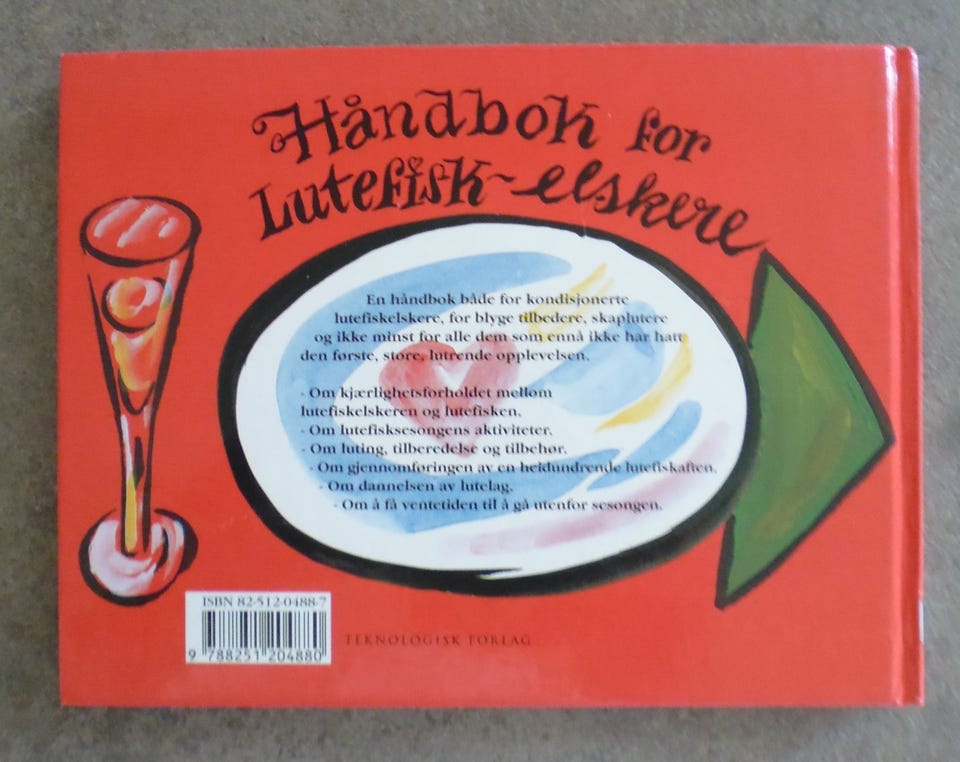 Håndbok for
Lutefisk-elskere
En håndbok både for kondisjonerte
lutefiskelskere, for blyge tilbedere, skaplutere
og ikke minst for alle dem som ennå ikke har hatt
den første, store, lutrende opplevelsen.
- Om kjærlighetsforholdet mellom
lutefiskelskeren og lutefisken.
- Om lutefisksesongens aktiviteter.
- Om luting, tilberedelse og tilbehør.
- Om gjennomføringen av en heidundrende lutefiskaften.
- Om dannelsen av lutelag.
- Om å få ventetiden til å gå utenfor sesongen.
ISBN 82-512-0488-7
9 788251 204880
TEKNOLOGISK FORLAG